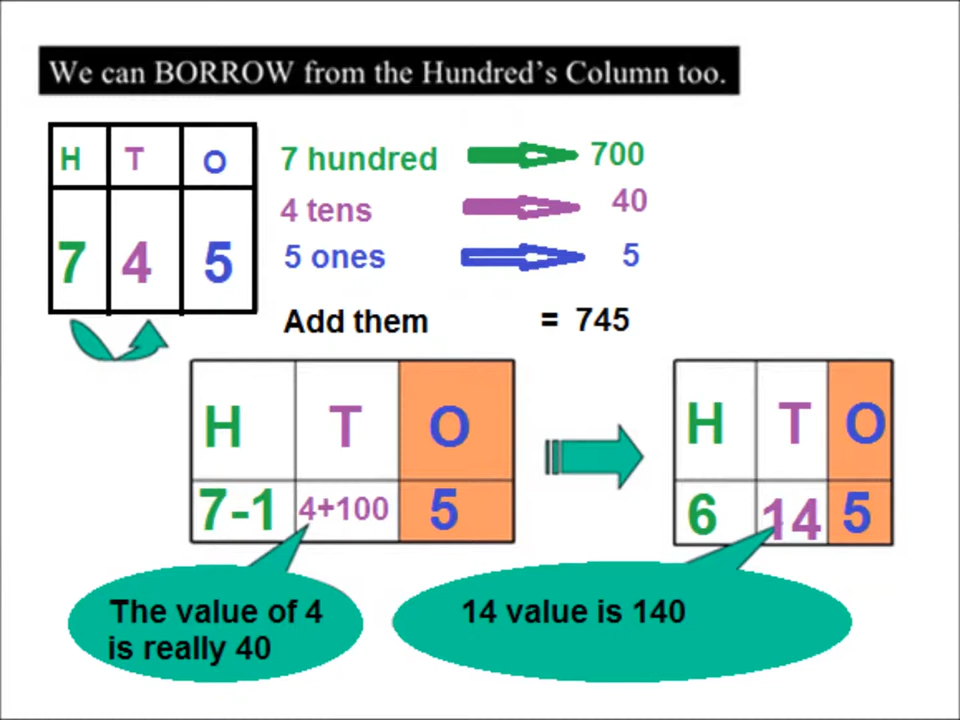 We can BORROW from the Hundred's Column too.
H T O
7 4 5
7 hundred 700
4 tens 40
5 ones 5
Add them = 745
H T O
7-1 4+100 5
H T O
6 14 5
The value of 4
is really 40
14 value is 140